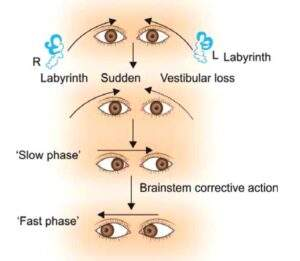 R
L Labyrinth
Labyrinth Sudden Vestibular loss
'Slow phase'
Brainstem corrective action
'Fast phase'